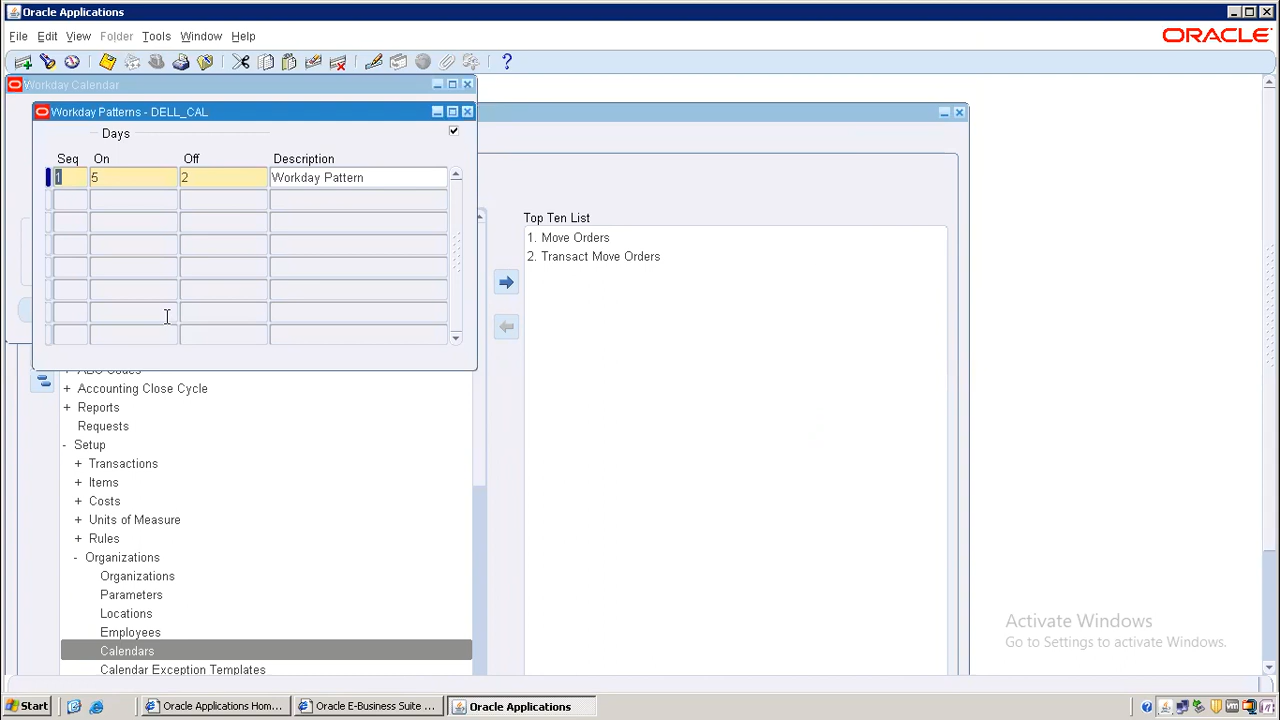 Oracle Applications
File Edit View Folder Tools Window Help
ORACLE
Workday Calendar
Workday Patterns - DELL_CAL
Days
Seq On Off Description
1 5 2 Workday Pattern
Top Ten List
1. Move Orders
2. Transact Move Orders
+ ABC Codes
+ Accounting Close Cycle
+ Reports
Requests
- Setup
+ Transactions
+ Items
+ Costs
+ Units of Measure
+ Rules
- Organizations
Organizations
Parameters
Locations
Employees
Calendars
Calendar Exception Templates
Activate Windows
Go to Settings to activate Windows.
Start
Oracle Applications Hom...
Oracle E-Business Suite ...
Oracle Applications